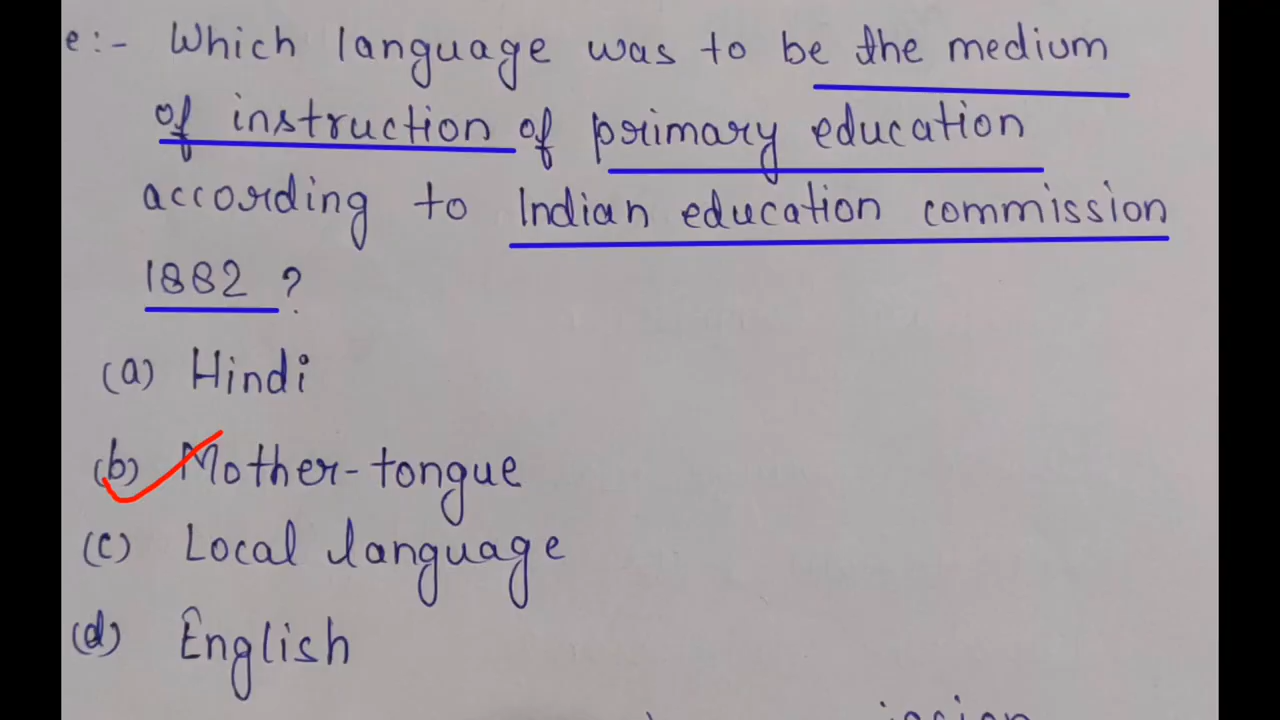 e:- Which language was to be the medium
of instruction of primary education
according to Indian education commission
1882 ?
(a) Hindi
(b) Mother-tongue
(c) Local language
(d) English